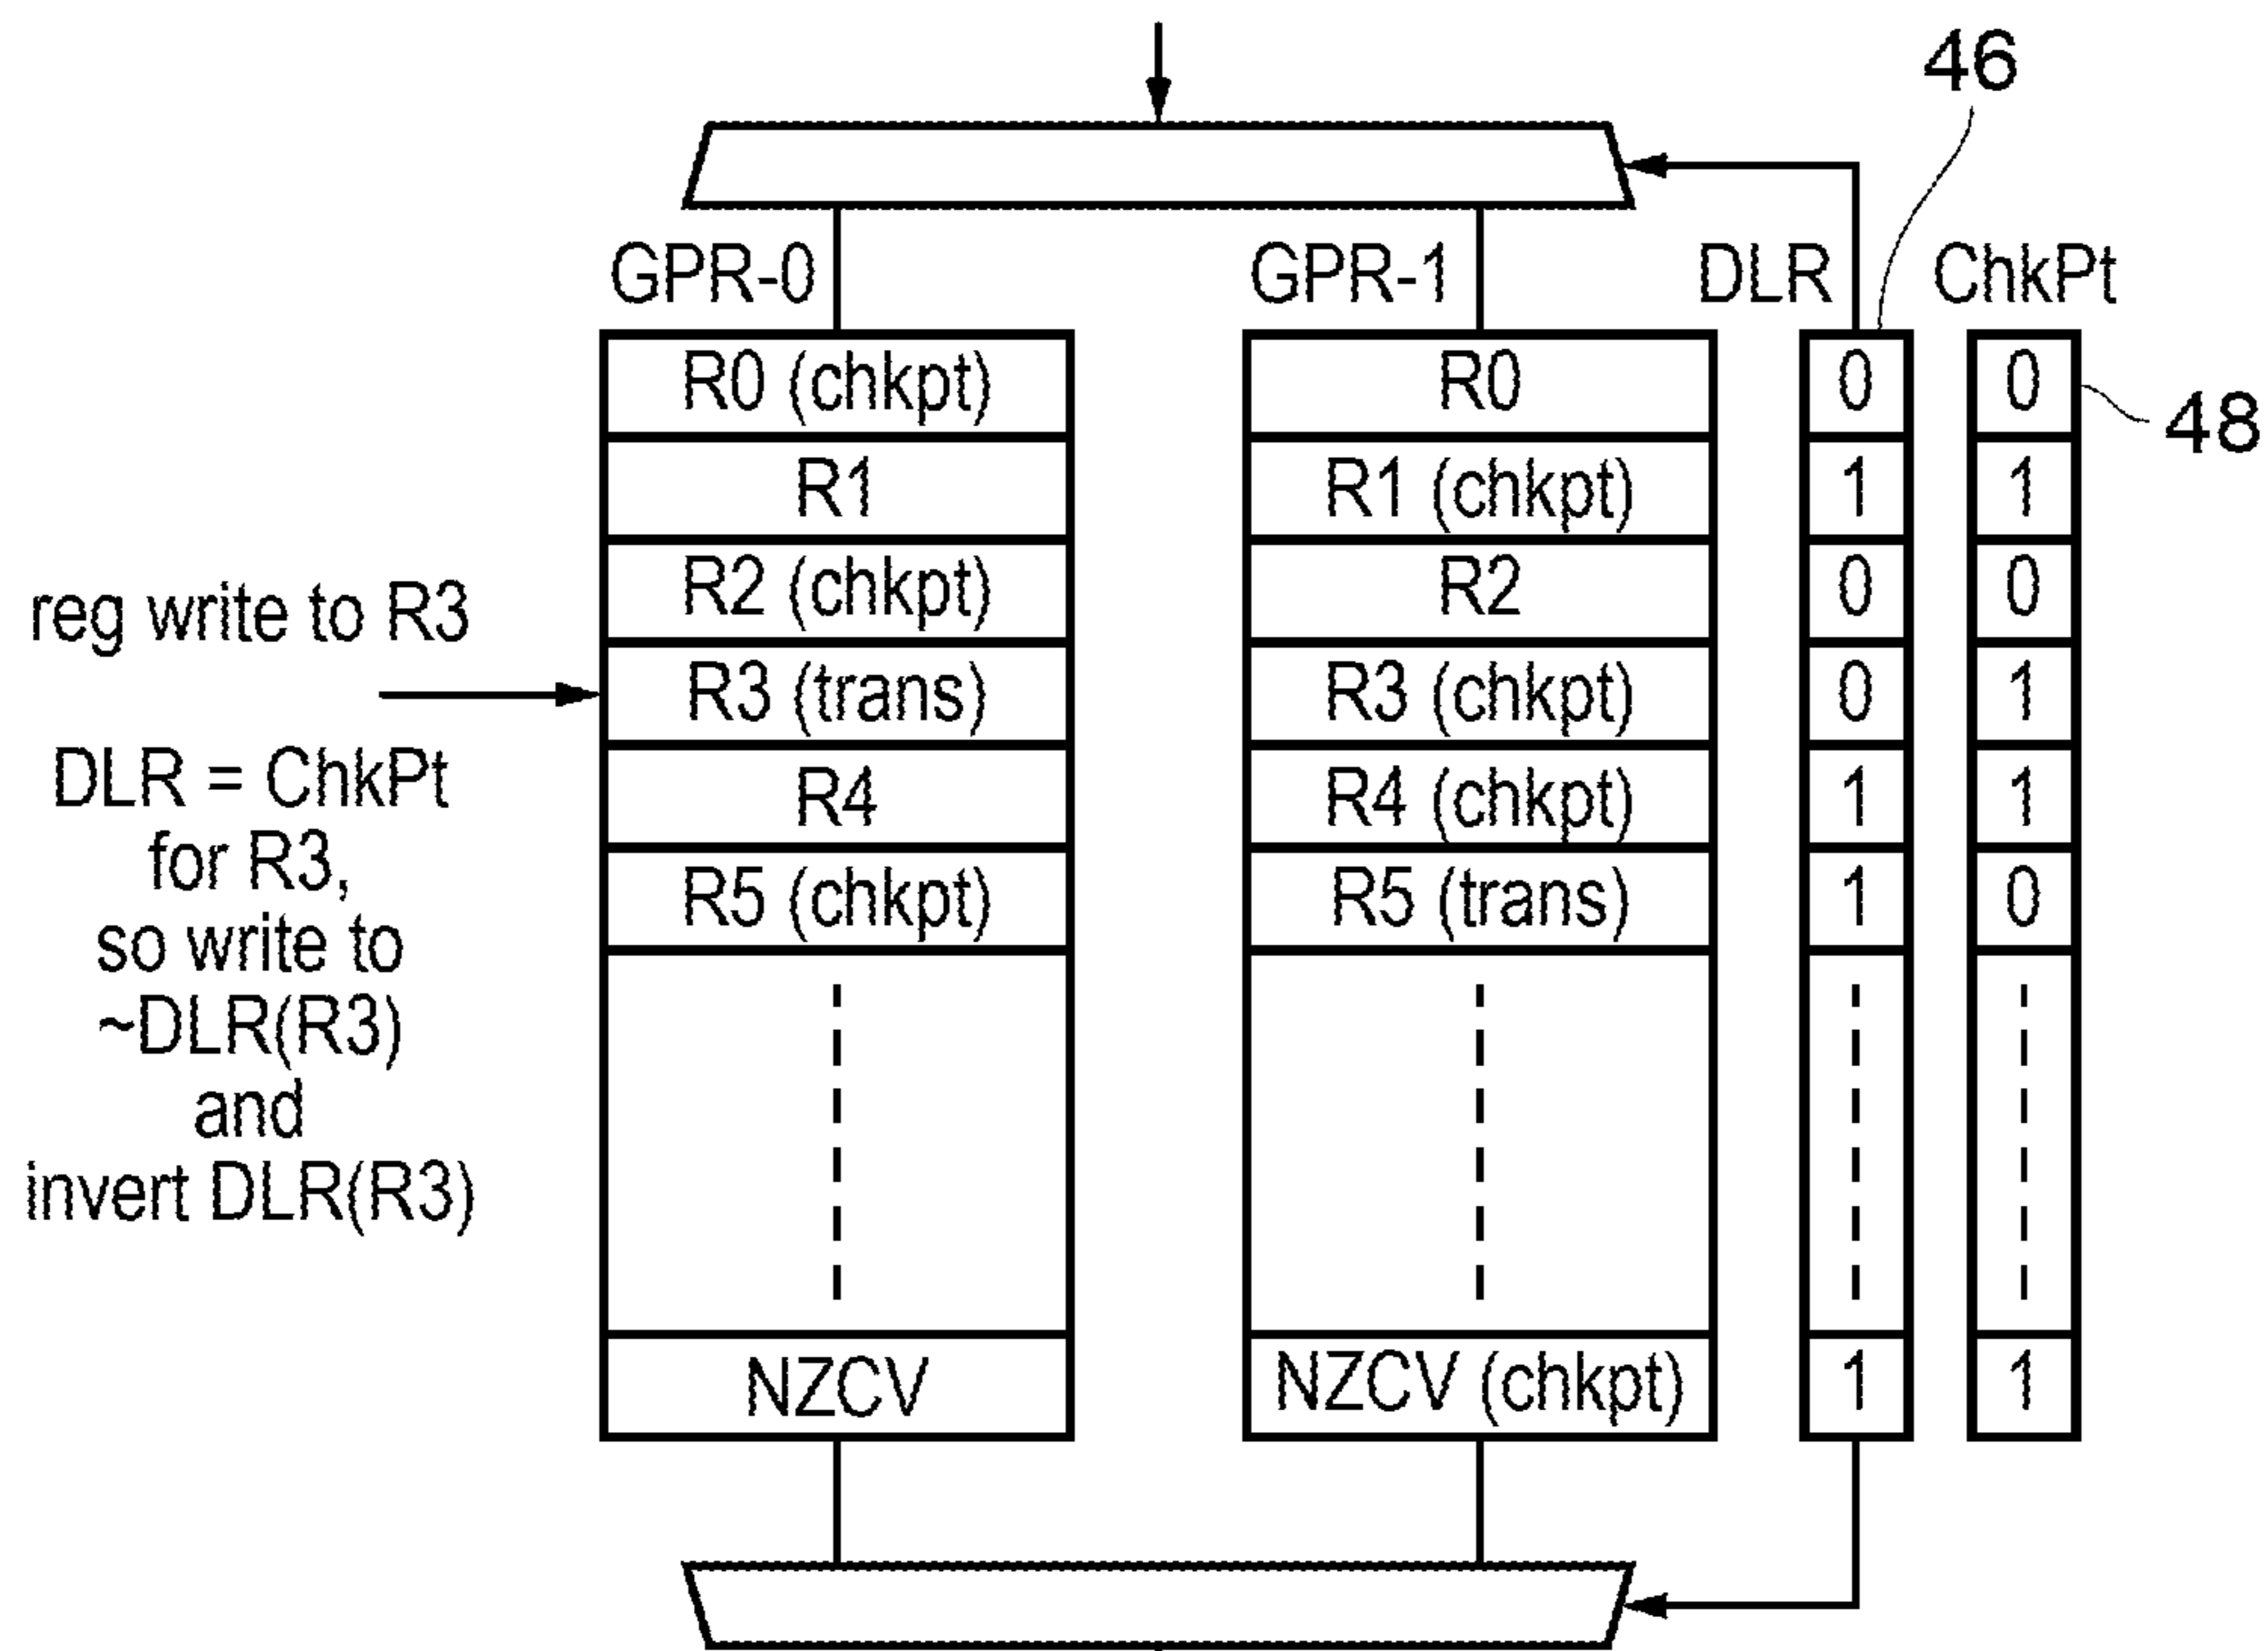 46
GPR-0 GPR-1 DLR ChkPt
R0 (chkpt) R0 0 0
48
R1 R1 (chkpt) 1 1
R2 (chkpt) R2 0 0
reg write to R3
R3 (trans) R3 (chkpt) 0 1
DLR = ChkPt
for R3,
so write to
~DLR(R3)
and
invert DLR(R3)
R4 R4 (chkpt) 1 1
R5 (chkpt) R5 (trans) 1 0
NZCV NZCV (chkpt) 1 1